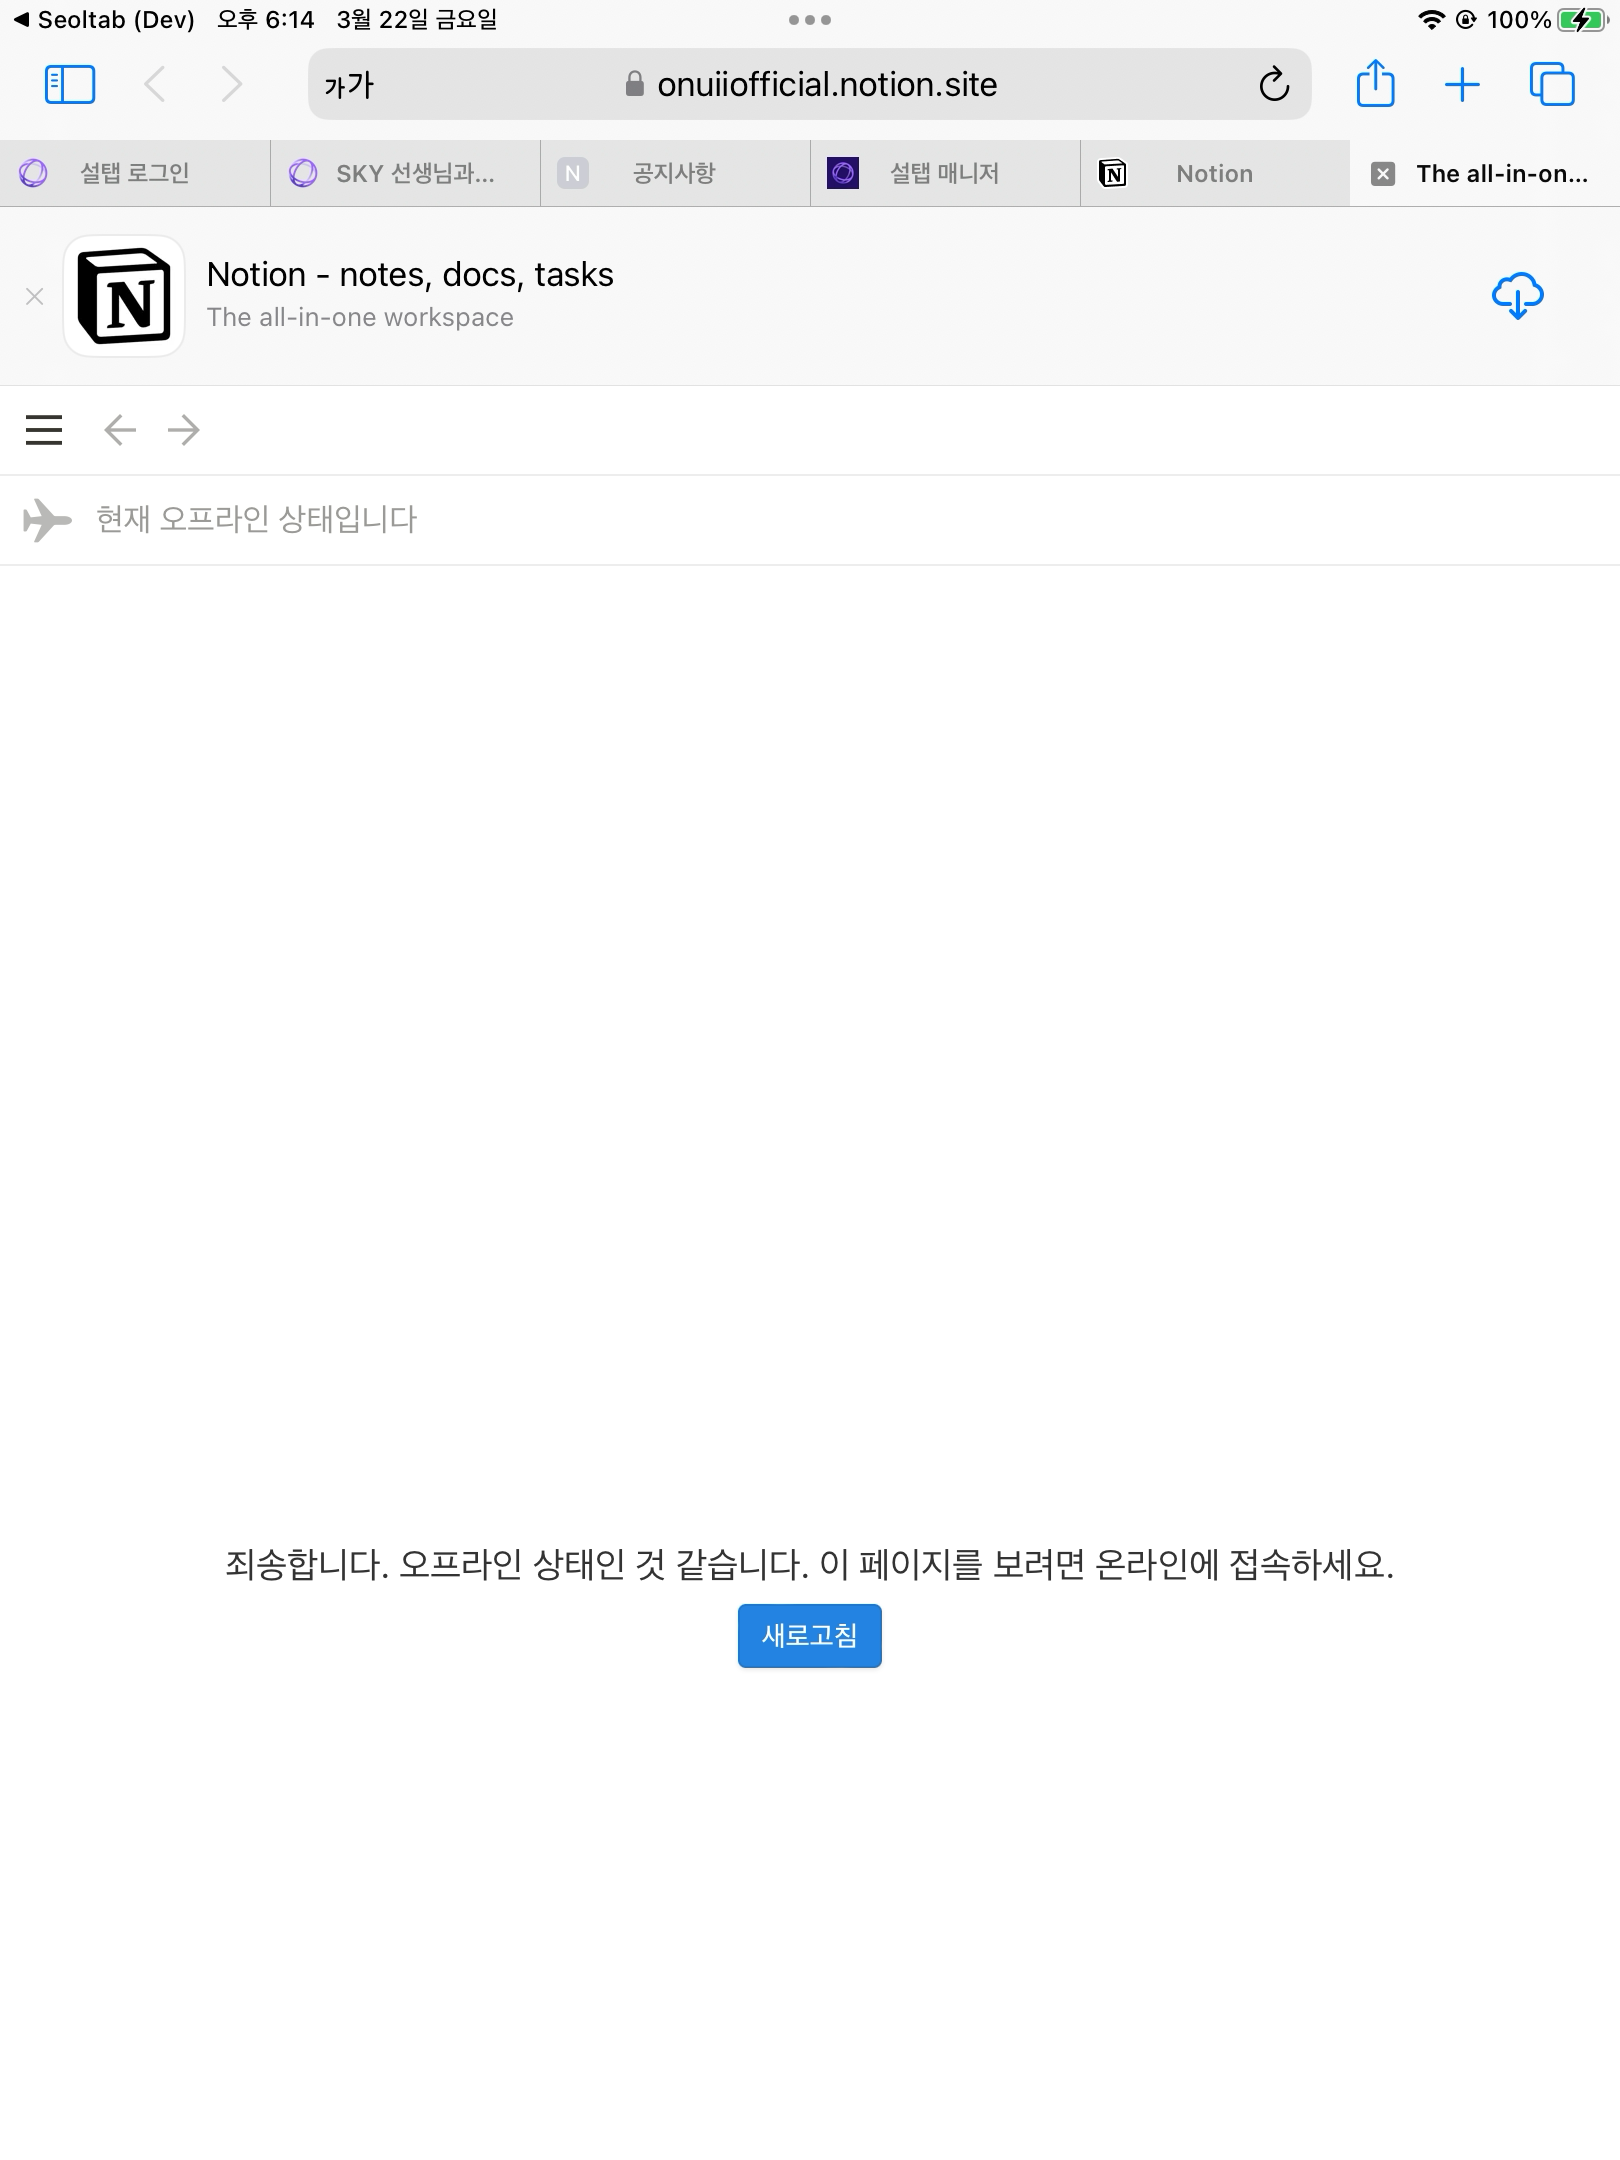 ◀ Seoltab (Dev) 오후 6:14 3월 22일 금요일 100%
가가 onuiiofficial.notion.site
설탭 로그인 SKY 선생님과... N 공지사항 설탭 매니저 N Notion The all-in-on...
N Notion - notes, docs, tasks
The all-in-one workspace
현재 오프라인 상태입니다
죄송합니다. 오프라인 상태인 것 같습니다. 이 페이지를 보려면 온라인에 접속하세요.
새로고침